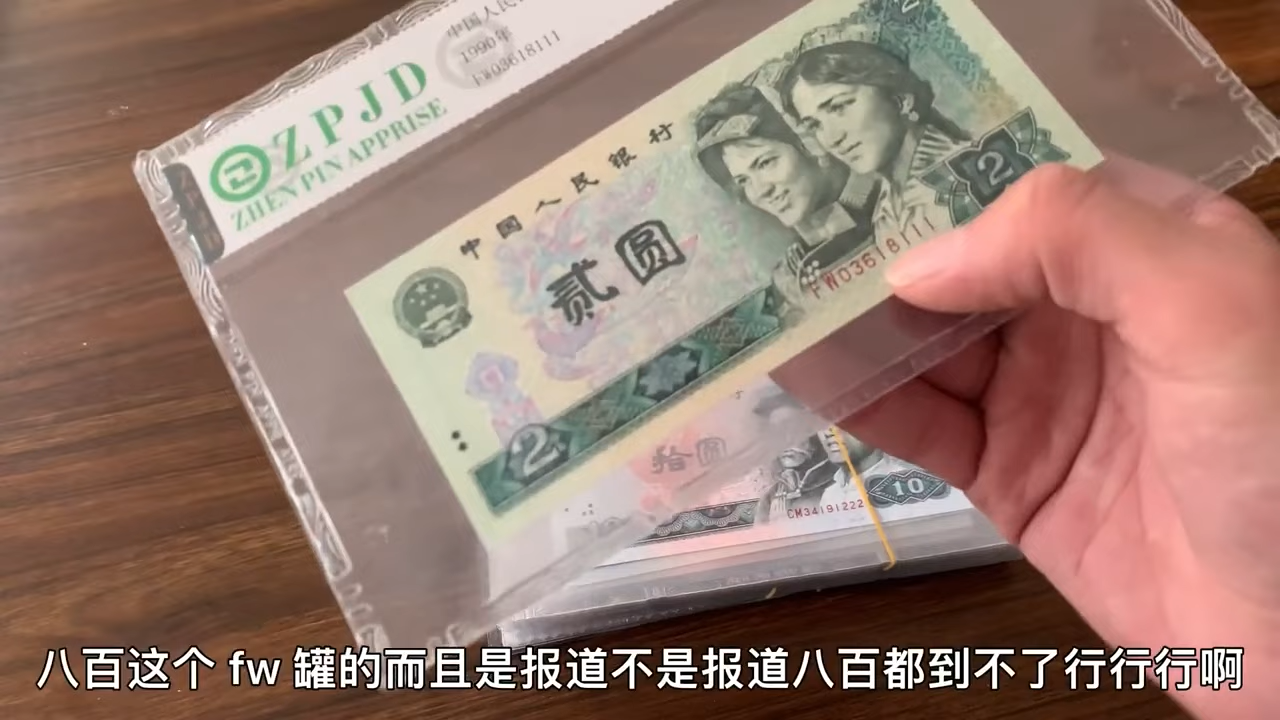 中国人民
1990年
FW03618111
ZPJD
ZHEN PIN APPRISE
2
中国人民银行
贰圆
2
FW03618111
2
拾圆
10
CM34191222
八百这个 fw 罐的而且是报道不是报道八百都到不了行行行啊